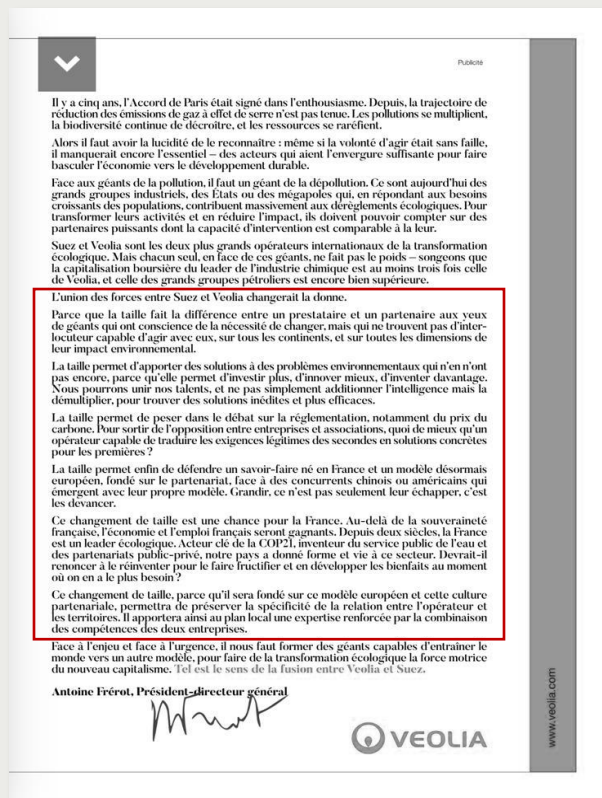 Publicité
Il y a cinq ans, l'Accord de Paris était signé dans l'enthousiasme. Depuis, la trajectoire de
réduction des émissions de gaz à effet de serre n'est pas tenue. Les pollutions se multiplient,
la biodiversité continue de décroître, et les ressources se raréfient.
Alors il faut avoir la lucidité de le reconnaître : même si la volonté d'agir était sans faille,
il manquerait encore l'essentiel – des acteurs qui aient l'envergure suffisante pour faire
basculer l'économie vers le développement durable.
Face aux géants de la pollution, il faut un géant de la dépollution. Ce sont aujourd'hui des
grands groupes industriels, des États ou des mégapoles qui, en répondant aux besoins
croissants des populations, contribuent massivement aux dérèglements écologiques. Pour
transformer leurs activités et en réduire l'impact, ils doivent pouvoir compter sur des
partenaires puissants dont la capacité d'intervention est comparable à la leur.
Suez et Veolia sont les deux plus grands opérateurs internationaux de la transformation
écologique. Mais chacun seul, en face de ces géants, ne fait pas le poids – songeons que
la capitalisation boursière du leader de l'industrie chimique est au moins trois fois celle
de Veolia, et celle des grands groupes pétroliers est encore bien supérieure.
L'union des forces entre Suez et Veolia changerait la donne.
Parce que la taille fait la différence entre un prestataire et un partenaire aux yeux
de géants qui ont conscience de la nécessité de changer, mais qui ne trouvent pas d'inter-
locuteur capable d'agir avec eux, sur tous les continents, et sur toutes les dimensions de
leur impact environnemental.
La taille permet d'apporter des solutions à des problèmes environnementaux qui n'en n'ont
pas encore, parce qu'elle permet d'investir plus, d'innover mieux, d'inventer davantage.
Nous pourrons unir nos talents, et ne pas simplement additionner l'intelligence mais la
démultiplier, pour trouver des solutions inédites et plus efficaces.
La taille permet de peser dans le débat sur la réglementation, notamment du prix du
carbone. Pour sortir de l'opposition entre entreprises et associations, quoi de mieux qu'un
opérateur capable de traduire les exigences légitimes des secondes en solutions concrètes
pour les premières ?
La taille permet enfin de défendre un savoir-faire né en France et un modèle désormais
européen, fondé sur le partenariat, face à des concurrents chinois ou américains qui
émergent avec leur propre modèle. Grandir, ce n'est pas seulement leur échapper, c'est
les devancer.
Ce changement de taille est une chance pour la France. Au-delà de la souveraineté
française, l'économie et l'emploi français seront gagnants. Depuis deux siècles, la France
est un leader écologique. Acteur clé de la COP21, inventeur du service public de l'eau et
des partenariats public-privé, notre pays a donné forme et vie à ce secteur. Devrait-il
renoncer à le réinventer pour le faire fructifier et en développer les bienfaits au moment
où on en a le plus besoin ?
Ce changement de taille, parce qu'il sera fondé sur ce modèle européen et cette culture
partenariale, permettra de préserver la spécificité de la relation entre l'opérateur et
les territoires. Il apportera ainsi au plan local une expertise renforcée par la combinaison
des compétences des deux entreprises.
Face à l'enjeu et face à l'urgence, il nous faut former des géants capables d'entraîner le
monde vers un autre modèle, pour faire de la transformation écologique la force motrice
du nouveau capitalisme. Tel est le sens de la fusion entre Veolia et Suez.
Antoine Frérot, Président-directeur général
VEOLIA
www.veolia.com